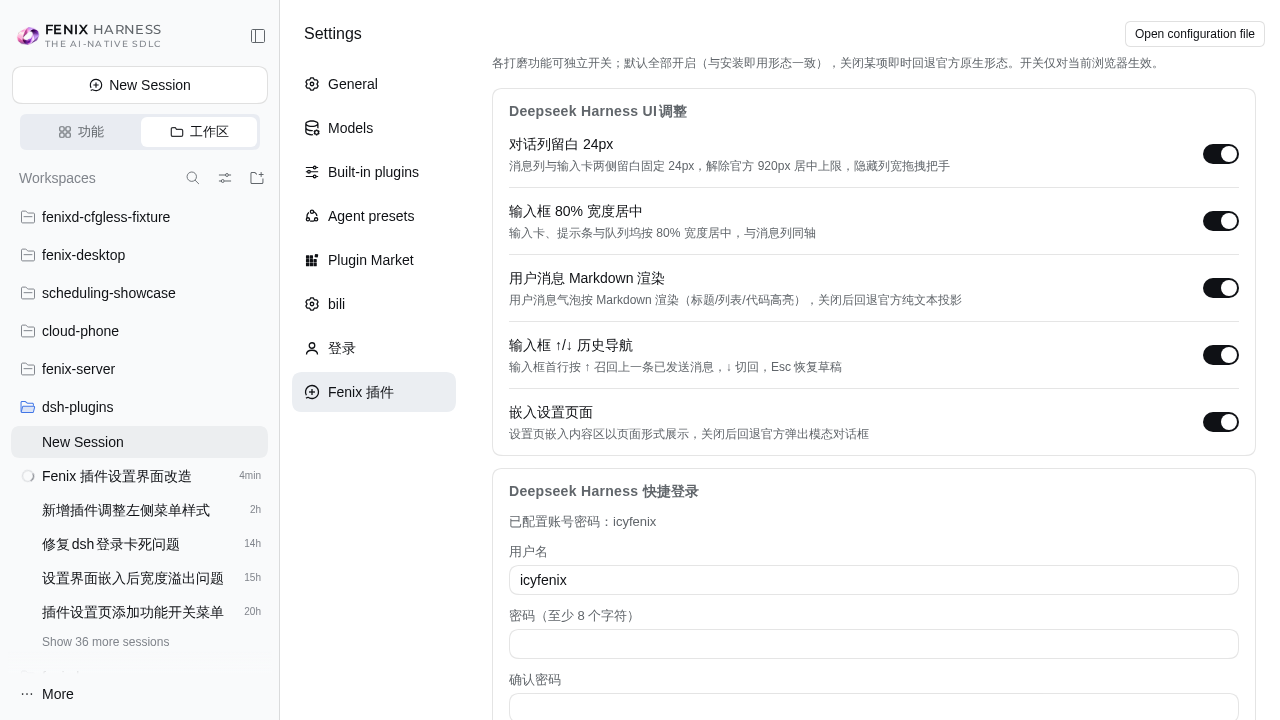 FENIX HARNESS
THE AI-NATIVE SDLC
New Session
功能
工作区
Workspaces
fenixd-cfgless-fixture
fenix-desktop
scheduling-showcase
cloud-phone
fenix-server
dsh-plugins
New Session
Fenix 插件设置界面改造 4min
新增插件调整左侧菜单样式 2h
修复 dsh 登录卡死问题 14h
设置界面嵌入后宽度溢出问题 15h
插件设置页添加功能开关菜单 20h
Show 36 more sessions
More
Settings
Open configuration file
General
Models
Built-in plugins
Agent presets
Plugin Market
bili
登录
Fenix 插件
各打磨功能可独立开关；默认全部开启（与安装即用形态一致），关闭某项即时回退官方原生形态。开关仅对当前浏览器生效。
Deepseek Harness UI 调整
对话列留白 24px
消息列与输入卡两侧留白固定 24px，解除官方 920px 居中上限，隐藏列宽拖拽把手
输入框 80% 宽度居中
输入卡、提示条与队列坞按 80% 宽度居中，与消息列同轴
用户消息 Markdown 渲染
用户消息气泡按 Markdown 渲染（标题/列表/代码高亮），关闭后回退官方纯文本投影
输入框 ↑/↓ 历史导航
输入框首行按 ↑ 召回上一条已发送消息，↓ 切回，Esc 恢复草稿
嵌入设置页面
设置页嵌入内容区以页面形式展示，关闭后回退官方弹出模态对话框
Deepseek Harness 快捷登录
已配置账号密码：icyfenix
用户名
icyfenix
密码（至少 8 个字符）
确认密码